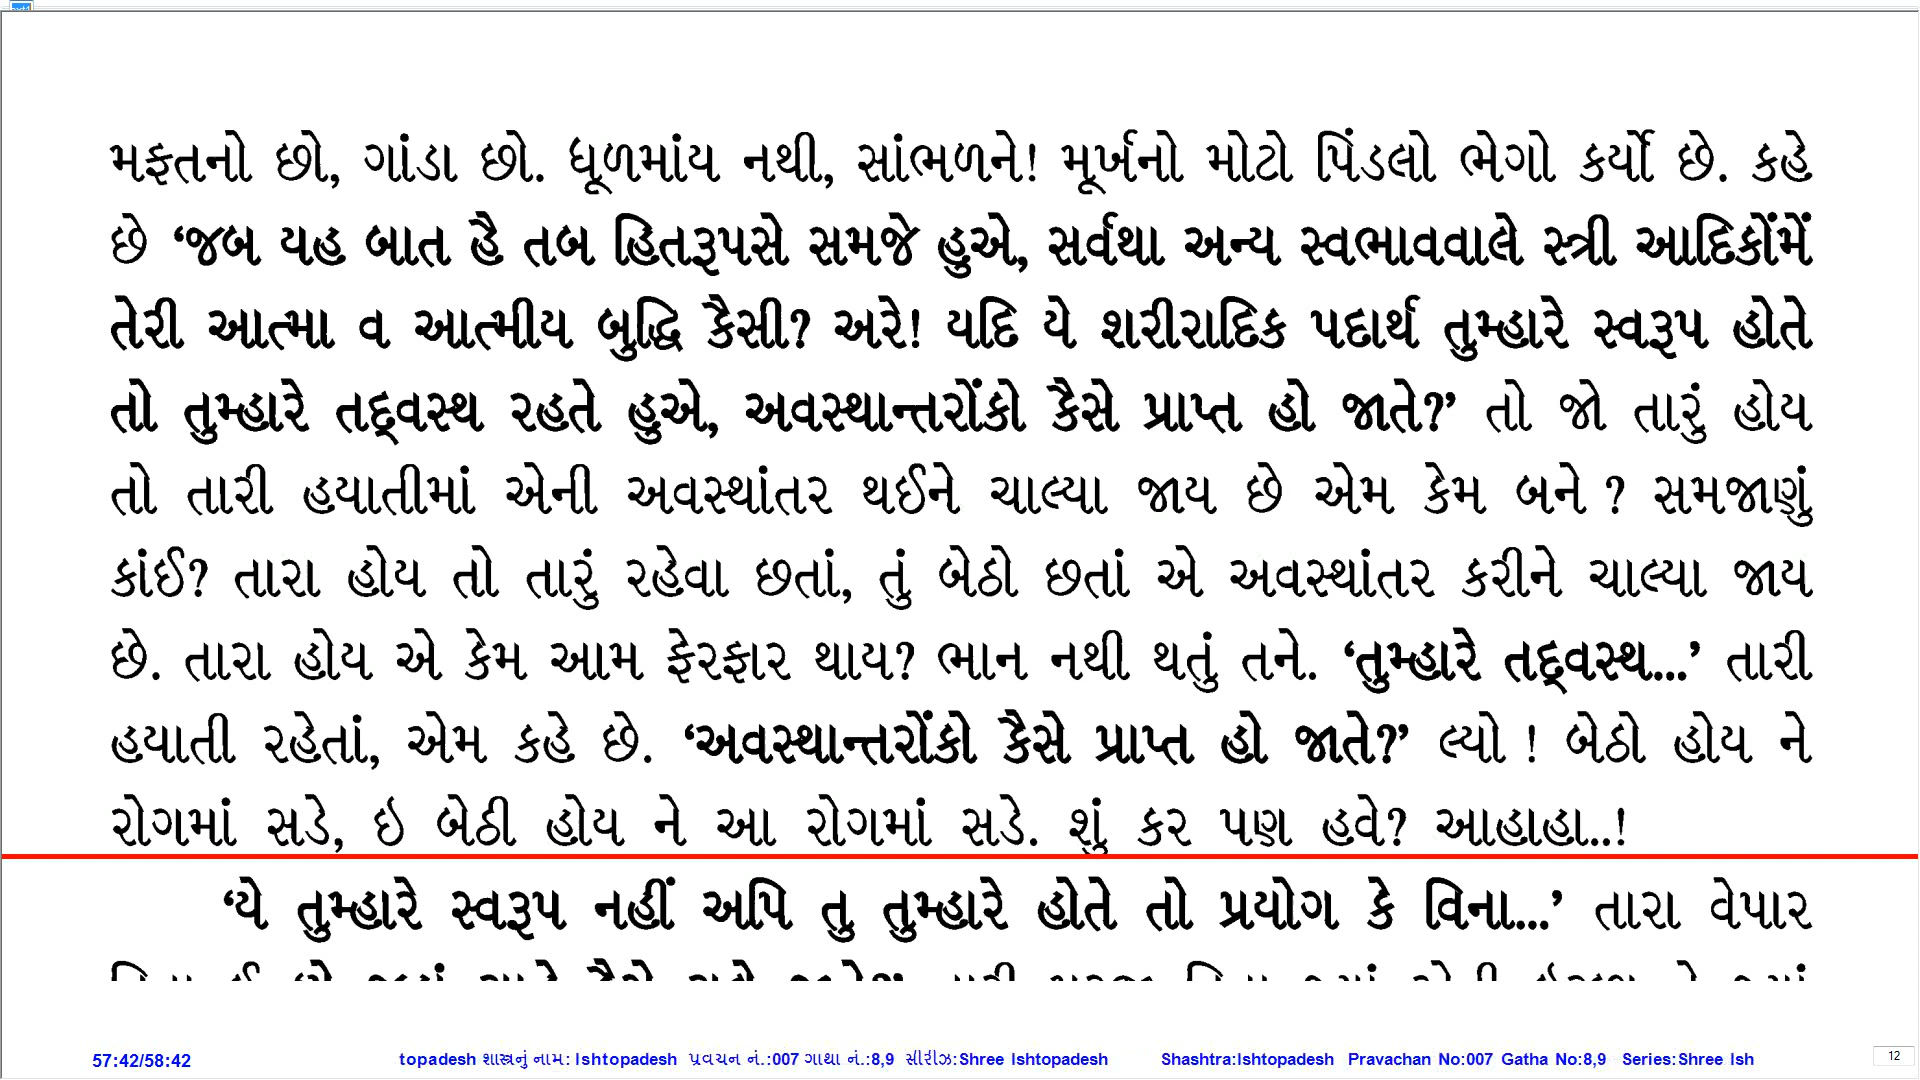 મફતનો છો, ગાંડા છો. ધૂળમાંય નથી, સાંભળને! મૂર્ખનો મોટો પિંડલો ભેગો કર્યો છે. કહે
છે ‘જબ યહ બાત હૈ તબ હિતરૂપસે સમજે હુએ, સર્વથા અન્ય સ્વભાવવાલે સ્ત્રી આદિકોંમેં
તેરી આત્મા વ આત્મીય બુદ્ધિ કૈસી? અરે! યદિ યે શરીરાદિક પદાર્થ તુમ્હારે સ્વરૂપ હોતે
તો તુમ્હારે તદ્દવસ્થ રહતે હુએ, અવસ્થાન્તરોંકો કૈસે પ્રાપ્ત હો જાતે?’ તો જો તારું હોય
તો તારી હયાતીમાં એની અવસ્થાંતર થઈને ચાલ્યા જાય છે એમ કેમ બને ? સમજાણું
કાંઈ? તારા હોય તો તારું રહેવા છતાં, તું બેઠો છતાં એ અવસ્થાંતર કરીને ચાલ્યા જાય
છે. તારા હોય એ કેમ આમ ફેરફાર થાય? ભાન નથી થતું તને. ‘તુમ્હારે તદ્દવસ્થ...’ તારી
હયાતી રહેતાં, એમ કહે છે. ‘અવસ્થાન્તરોંકો કૈસે પ્રાપ્ત હો જાતે?’ લ્યો ! બેઠો હોય ને
રોગમાં સડે, ઇ બેઠી હોય ને આ રોગમાં સડે. શું કર પણ હવે? આહાહા..!
‘યે તુમ્હારે સ્વરૂપ નહીં અપિ તુ તુમ્હારે હોતે તો પ્રયોગ કે વિના...’ તારા વેપાર
57:42/58:42 topadesh શાસ્ત્રનું નામ: Ishtopadesh પ્રવચન નં.:007 ગાથા નં.:8,9 સીરીઝ:Shree Ishtopadesh Shashtra:Ishtopadesh Pravachan No:007 Gatha No:8,9 Series:Shree Ish 12